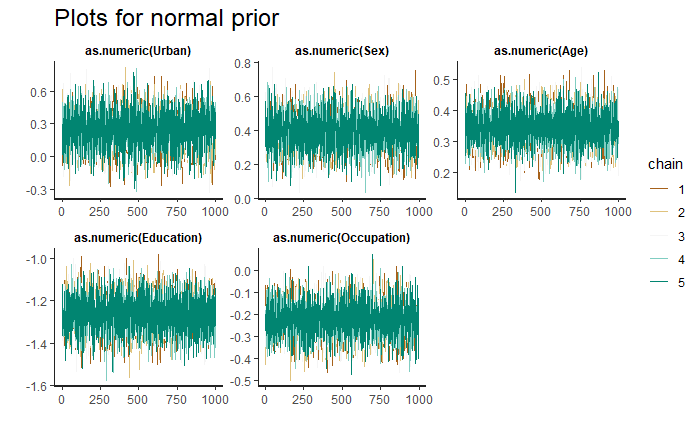 Plots for normal prior
as.numeric(Urban)
as.numeric(Sex)
as.numeric(Age)
0.6
0.3
0.0
-0.3
0.8
0.6
0.4
0.2
0.0
0.5
0.4
0.3
0.2
0 250 500 750 1000
0 250 500 750 1000
0 250 500 750 1000
as.numeric(Education)
as.numeric(Occupation)
-1.0
-1.2
-1.4
-1.6
0.0
-0.1
-0.2
-0.3
-0.4
-0.5
0 250 500 750 1000
0 250 500 750 1000
chain
1
2
3
4
5